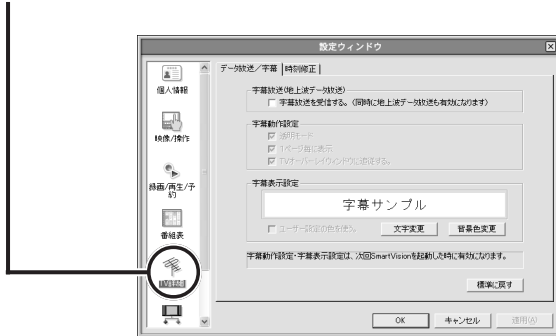 設定ウィンドウ
個人情報
映像/操作
録画/再生/予約
番組表
データ放送/字幕
時刻修正
字幕放送(地上波データ放送)
字幕放送を受信する。(同時に地上波データ放送も有効になります)
字幕動作設定
透明モード
1ページ毎に表示
TVオーバーレイウィンドウに追従する。
字幕表示設定
字幕サンプル
ユーザー設定の色を使う。
文字変更
背景色変更
字幕動作設定・字幕表示設定は、次回SmartVisionを起動した時に有効になります。
標準に戻す
OK
キャンセル
適用(A)